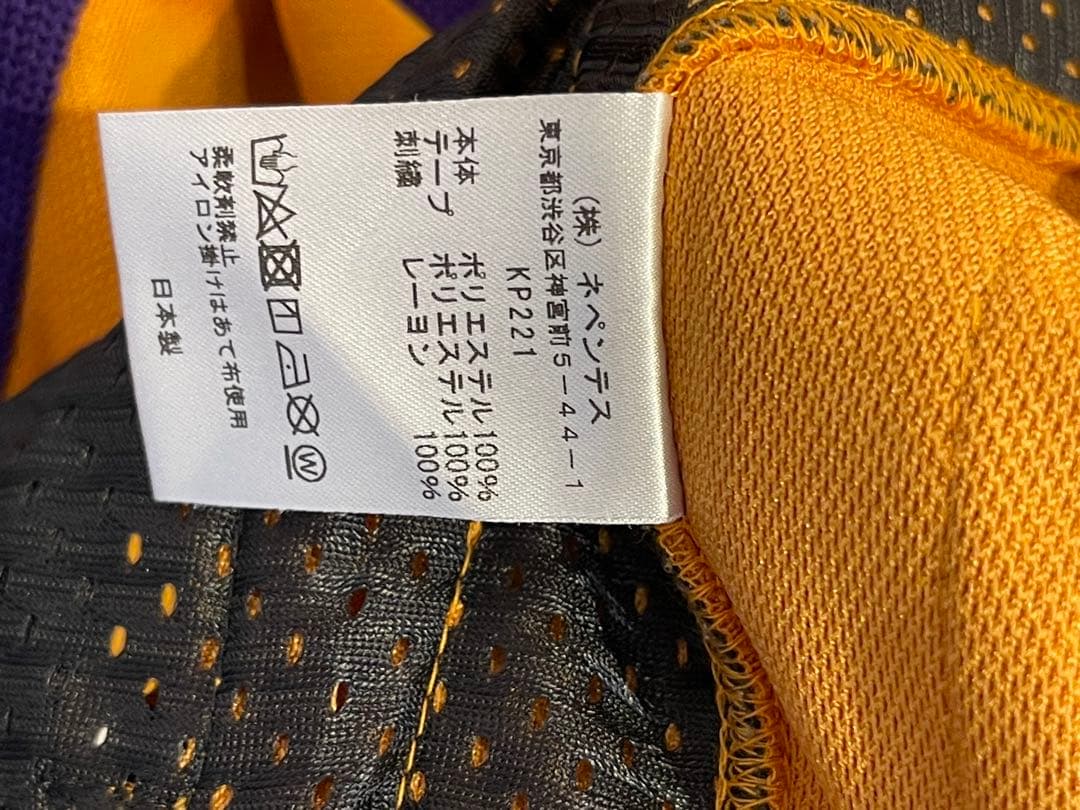 (株) ネペンテス
東京都渋谷区神宮前5-44-1
KP221
本体 ポリエステル100%
テープ ポリエステル100%
刺繍 レーヨン 100%
W
柔軟剤禁止
アイロン掛けはあて布使用
日本製